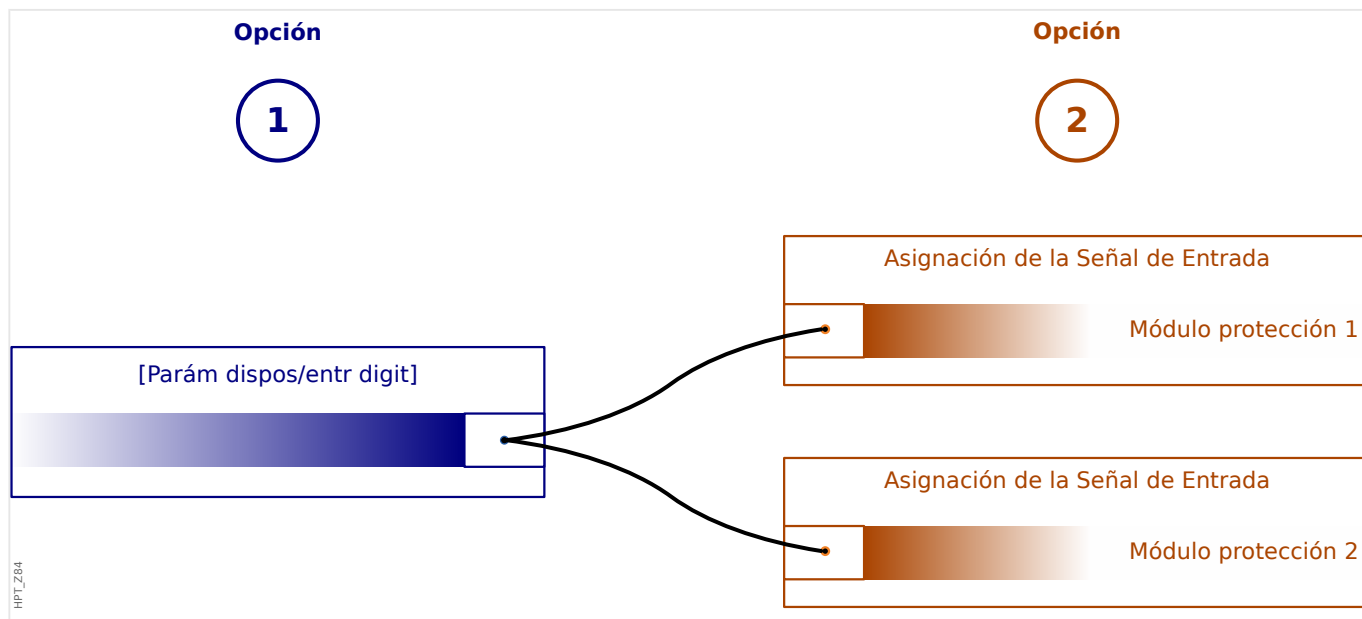 Opción
1
Opción
2
[Parám dispos/entr digit]
Asignación de la Señal de Entrada
Módulo protección 1
Asignación de la Señal de Entrada
Módulo protección 2
HPT_Z84